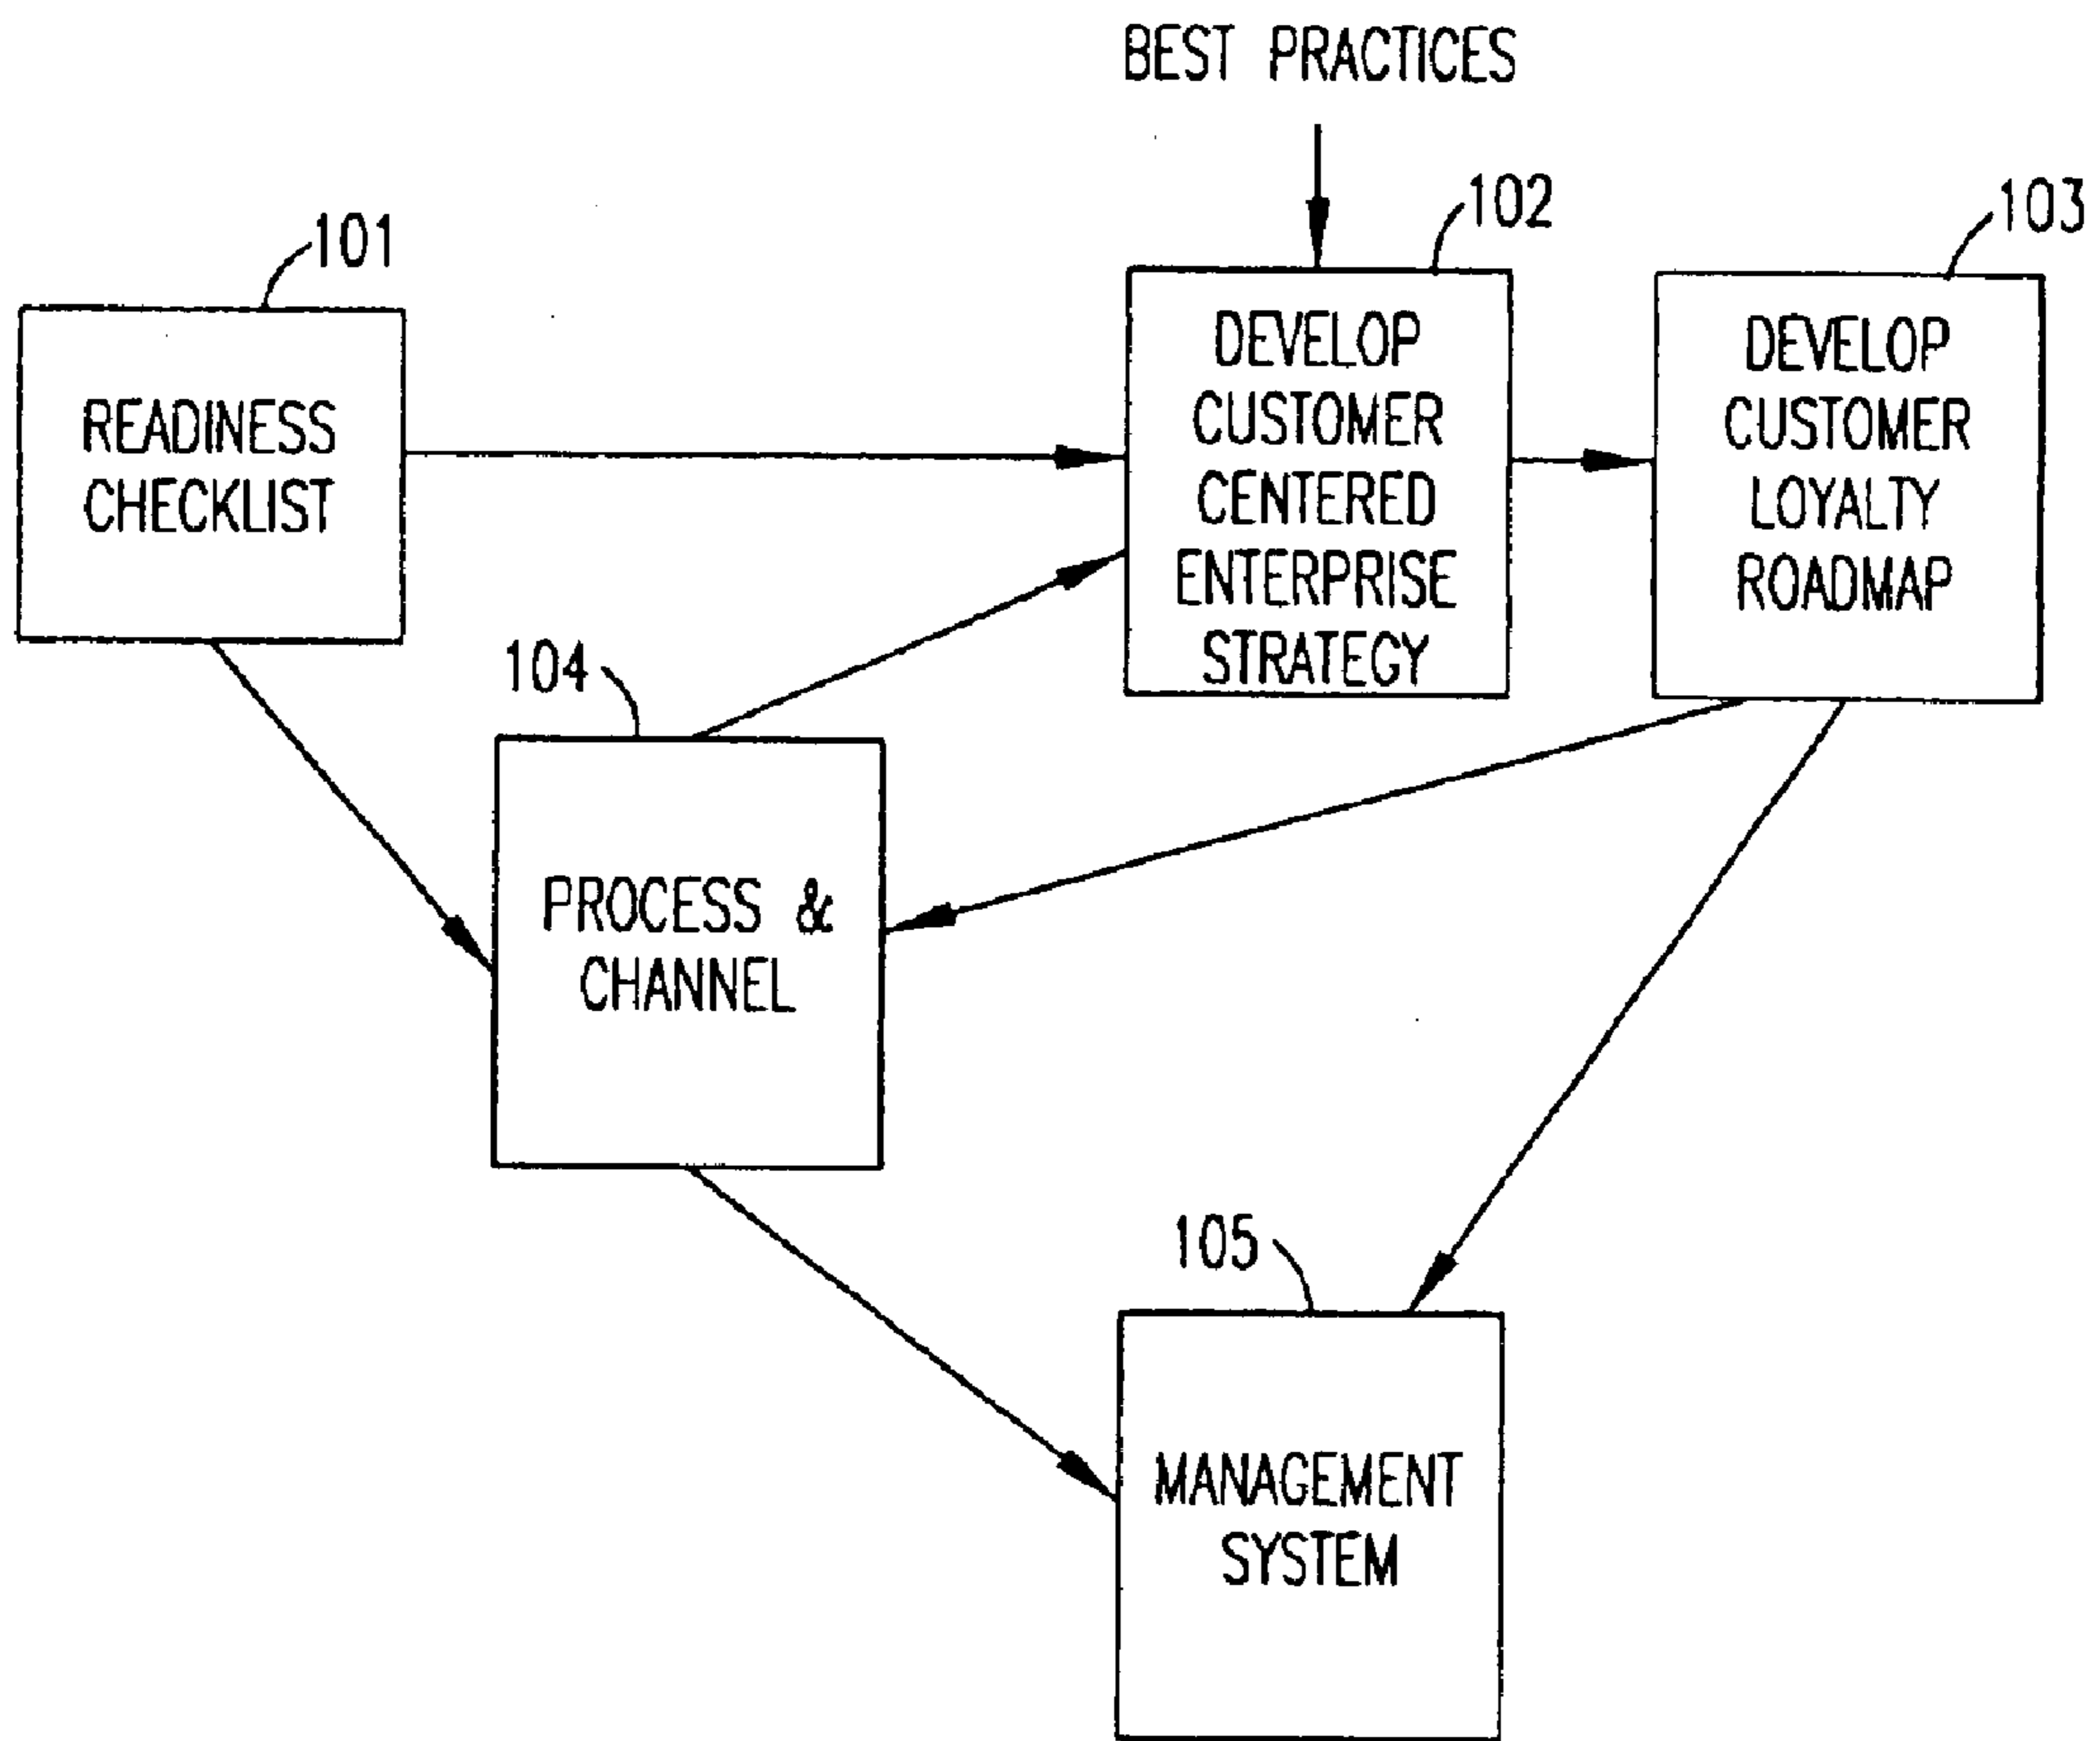 BEST PRACTICES
101
102
103
READINESS
CHECKLIST
DEVELOP
CUSTOMER
CENTERED
ENTERPRISE
STRATEGY
DEVELOP
CUSTOMER
LOYALTY
ROADMAP
104
PROCESS &
CHANNEL
105
MANAGEMENT
SYSTEM